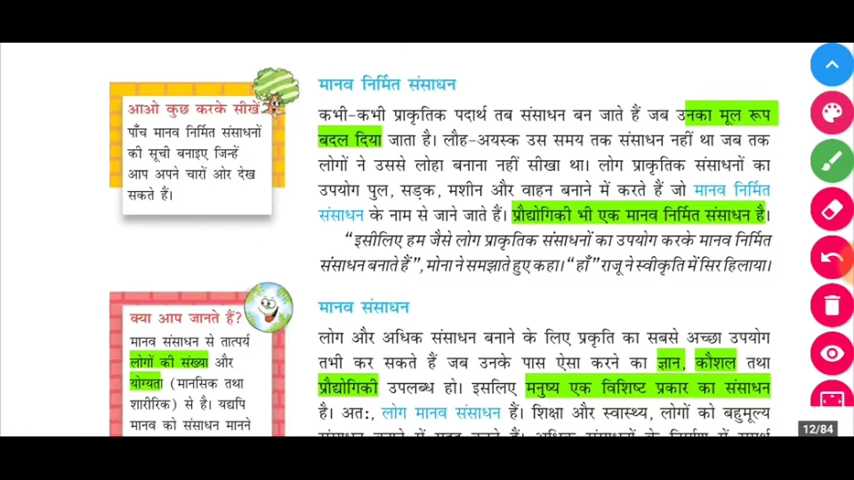 मानव निर्मित संसाधन
कभी-कभी प्राकृतिक पदार्थ तब संसाधन बन जाते हैं जब उनका मूल रूप
बदल दिया जाता है। लौह-अयस्क उस समय तक संसाधन नहीं था जब तक
लोगों ने उससे लोहा बनाना नहीं सीखा था। लोग प्राकृतिक संसाधनों का
उपयोग पुल, सड़क, मशीन और वाहन बनाने में करते हैं जो मानव निर्मित
संसाधन के नाम से जाने जाते हैं। प्रौद्योगिकी भी एक मानव निर्मित संसाधन है।
“इसीलिए हम जैसे लोग प्राकृतिक संसाधनों का उपयोग करके मानव निर्मित
संसाधन बनाते हैं”, मोना ने समझाते हुए कहा। “हाँ” राजू ने स्वीकृति में सिर हिलाया।
आओ कुछ करके सीखें
पाँच मानव निर्मित संसाधनों
की सूची बनाइए जिन्हें
आप अपने चारों ओर देख
सकते हैं।
मानव संसाधन
लोग और अधिक संसाधन बनाने के लिए प्रकृति का सबसे अच्छा उपयोग
तभी कर सकते हैं जब उनके पास ऐसा करने का ज्ञान, कौशल तथा
प्रौद्योगिकी उपलब्ध हो। इसलिए मनुष्य एक विशिष्ट प्रकार का संसाधन
है। अतः, लोग मानव संसाधन हैं। शिक्षा और स्वास्थ्य, लोगों को बहुमूल्य
क्या आप जानते हैं?
मानव संसाधन से तात्पर्य
लोगों की संख्या और
योग्यता (मानसिक तथा
शारीरिक) से है। यद्यपि
मानव को संसाधन मानने
12/84